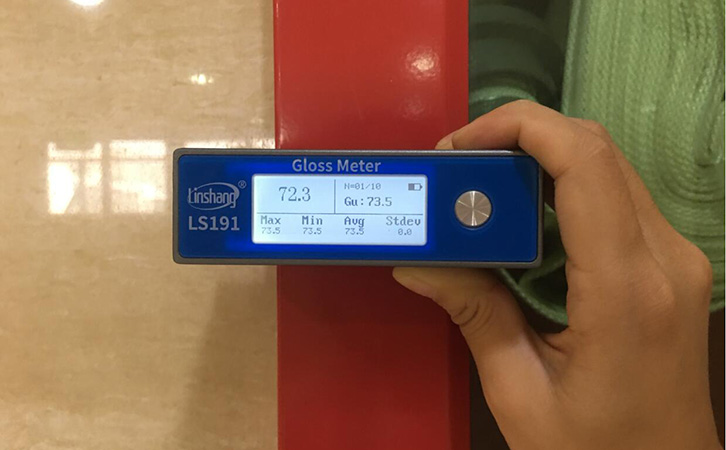 Gloss Meter
Linshang®
LS191
72.3
N=01/10
Gu:73.5
Max Min Avg Stdev
73.5 73.5 73.5 0.0